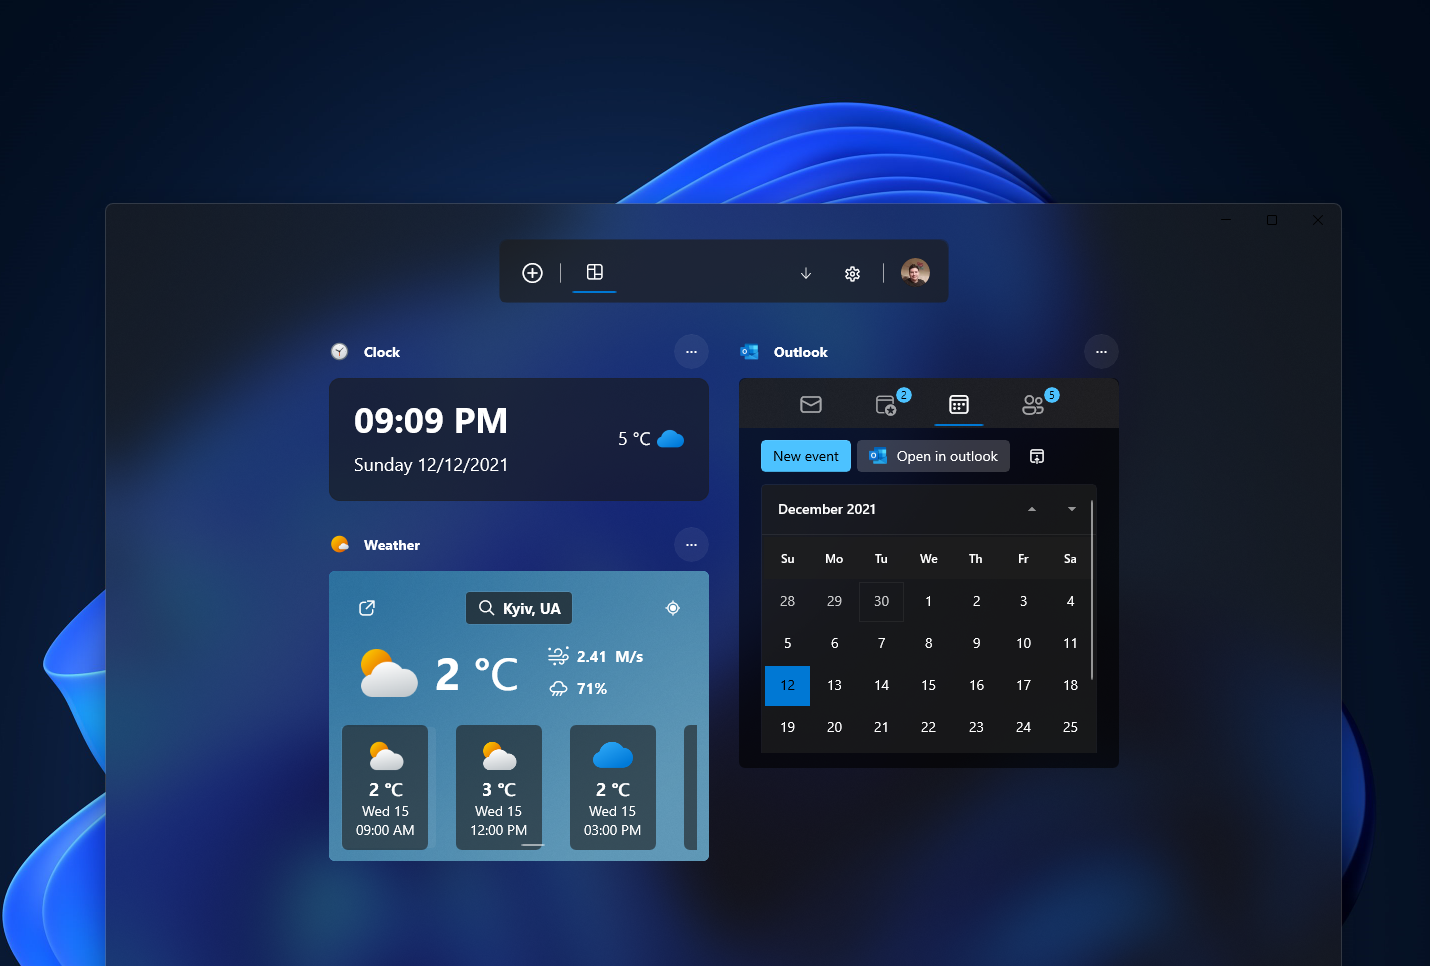 Clock
09:09 PM
Sunday 12/12/2021
5 °C
Weather
Kyiv, UA
2 °C
2.41 M/s
71%
2 °C
Wed 15
09:00 AM
3 °C
Wed 15
12:00 PM
2 °C
Wed 15
03:00 PM
Outlook
2
5
New event
Open in outlook
December 2021
Su Mo Tu We Th Fr Sa
28 29 30 1 2 3 4
5 6 7 8 9 10 11
12 13 14 15 16 17 18
19 20 21 22 23 24 25